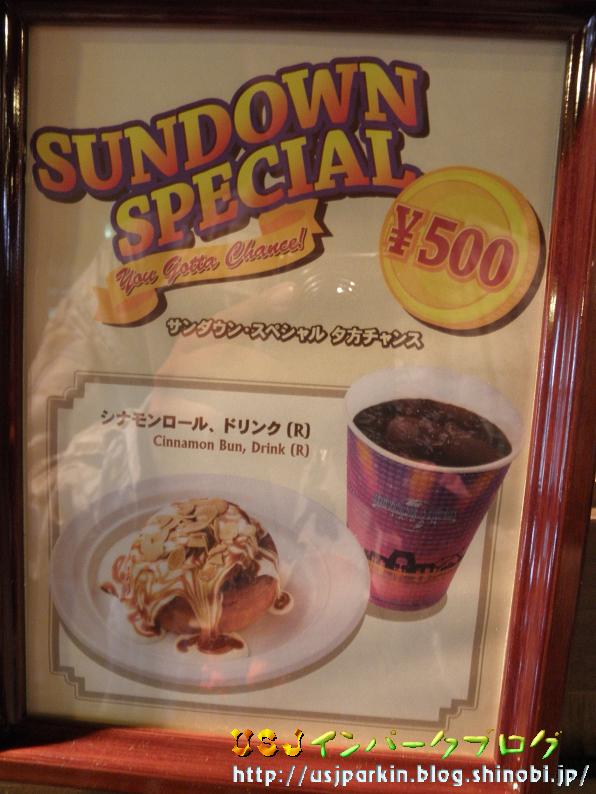 SUNDOWN
SPECIAL
You Gotta Chance!
¥500
サンダウン・スペシャル 夕方チャンス
シナモンロール、ドリンク (R)
Cinnamon Bun, Drink (R)
USJインパークブログ
http://usjparkin.blog.shinobi.jp/